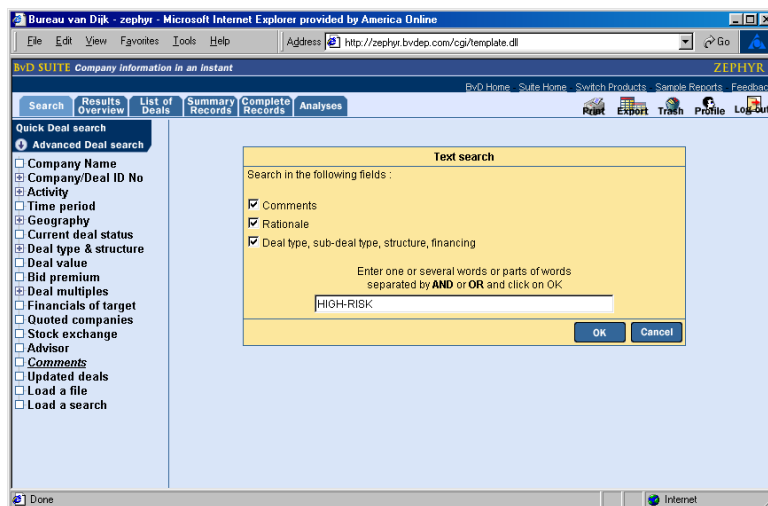 Bureau van Dijk - zephyr - Microsoft Internet Explorer provided by America Online
File Edit View Favorites Tools Help Address http://zephyr.bvdep.com/cgi/template.dll Go
BvD SUITE Company information in an instant ZEPHYR
BvD Home Suite Home Switch Products Sample Reports Feedbac
Search Results Overview List of Deals Summary Records Complete Records Analyses Print Export Trash Profile Log out
Quick Deal search
Advanced Deal search
Company Name
Company/Deal ID No
Activity
Time period
Geography
Current deal status
Deal type & structure
Deal value
Bid premium
Deal multiples
Financials of target
Quoted companies
Stock exchange
Advisor
Comments
Updated deals
Load a file
Load a search
Text search
Search in the following fields :
Comments
Rationale
Deal type, sub-deal type, structure, financing
Enter one or several words or parts of words
separated by AND or OR and click on OK
HIGH-RISK
OK Cancel
Done Internet